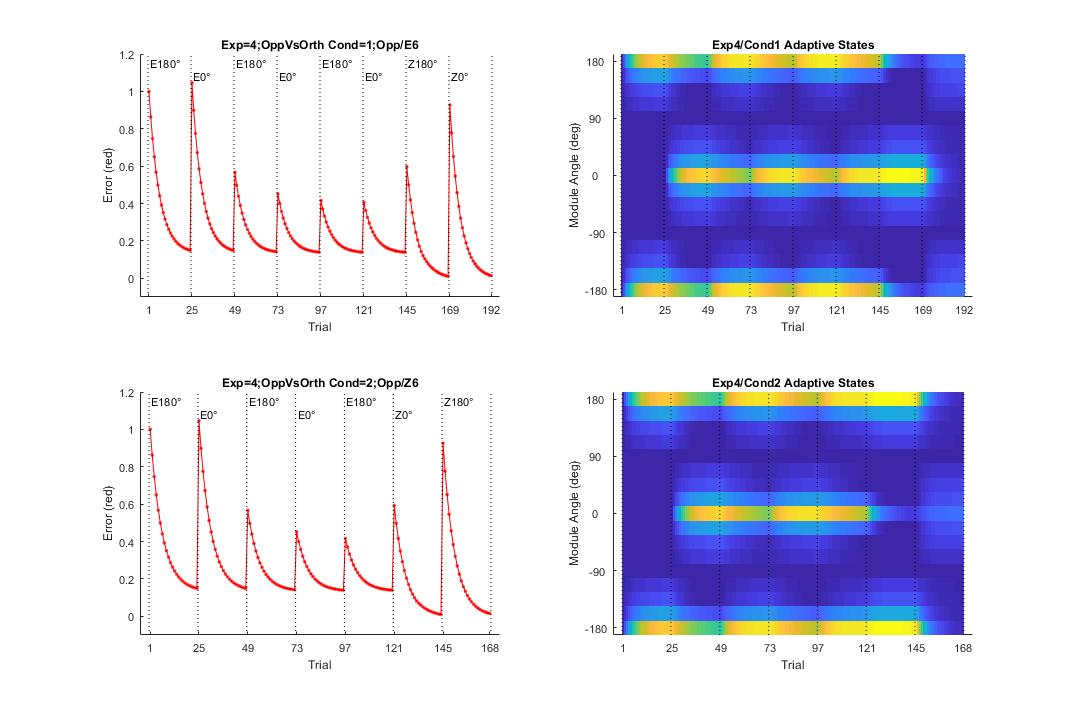 Exp=4;OppVsOrth Cond=1;Opp/E6
1.2
1
0.8
0.6
0.4
0.2
0
Error (red)
E180°
E0°
E180°
E0°
E180°
E0°
Z180°
Z0°
1 25 49 73 97 121 145 169 192
Trial
Exp4/Cond1 Adaptive States
180
90
0
-90
-180
Module Angle (deg)
1 25 49 73 97 121 145 169 192
Trial
Exp=4;OppVsOrth Cond=2;Opp/Z6
1.2
1
0.8
0.6
0.4
0.2
0
Error (red)
E180°
E0°
E180°
E0°
E180°
Z0°
Z180°
1 25 49 73 97 121 145 168
Trial
Exp4/Cond2 Adaptive States
180
90
0
-90
-180
Module Angle (deg)
1 25 49 73 97 121 145 168
Trial